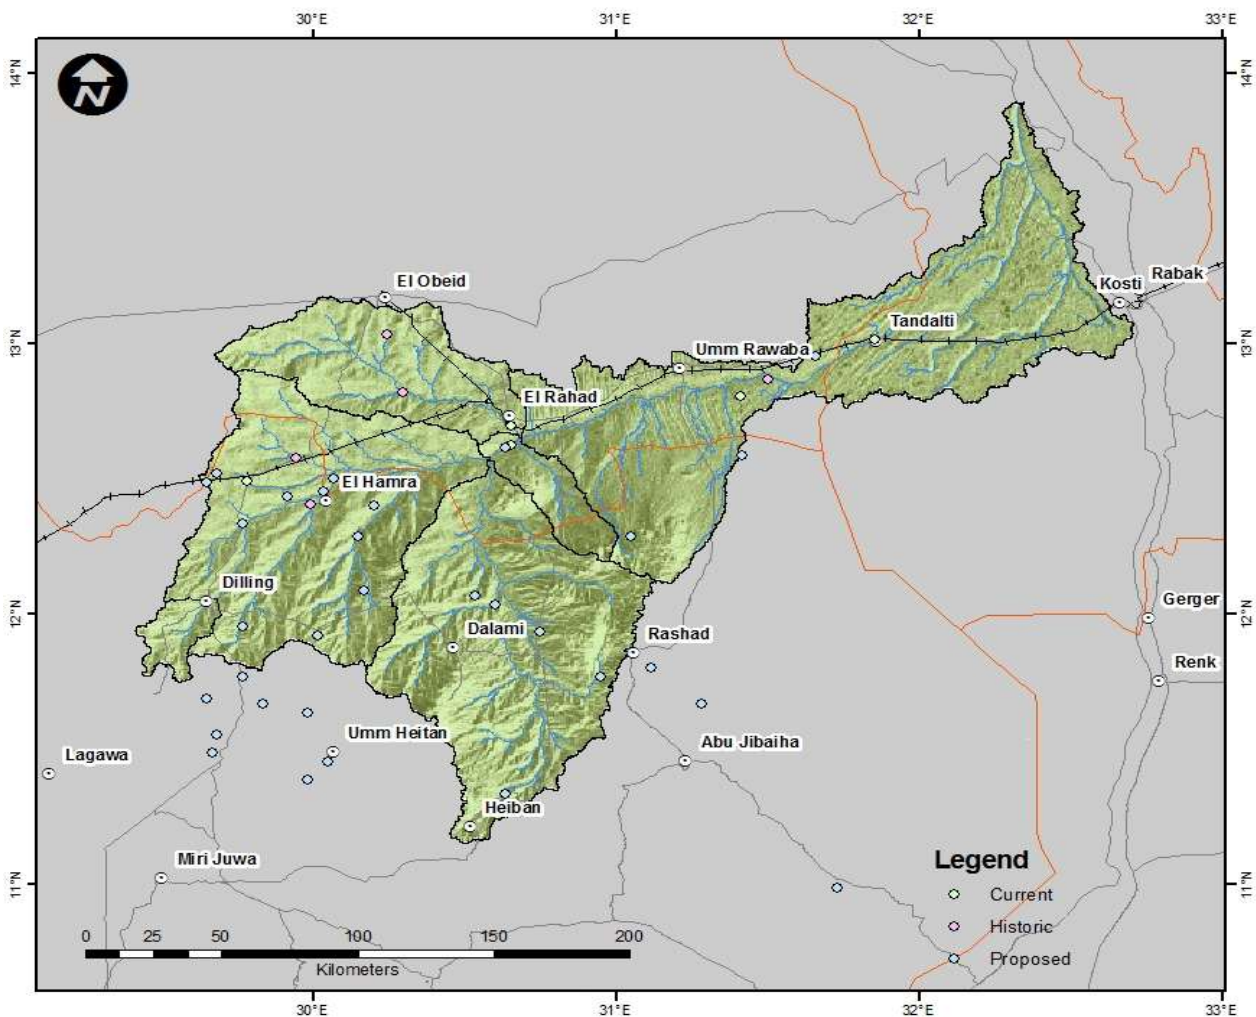 30°E 31°E 32°E 33°E
14°N 14°N
N
El Obeid
Kosti Rabak
Tandalti
13°N 13°N
Umm Rawaba
El Rahad
El Hamra
Dilling
Gerger
12°N 12°N
Dalami
Rashad
Renk
Umm Heitan
Abu Jibaiha
Lagawa
Heiban
Miri Juwa
Legend
11°N 11°N
Current
Historic
Proposed
0 25 50 100 150 200
Kilometers
30°E 31°E 32°E 33°E